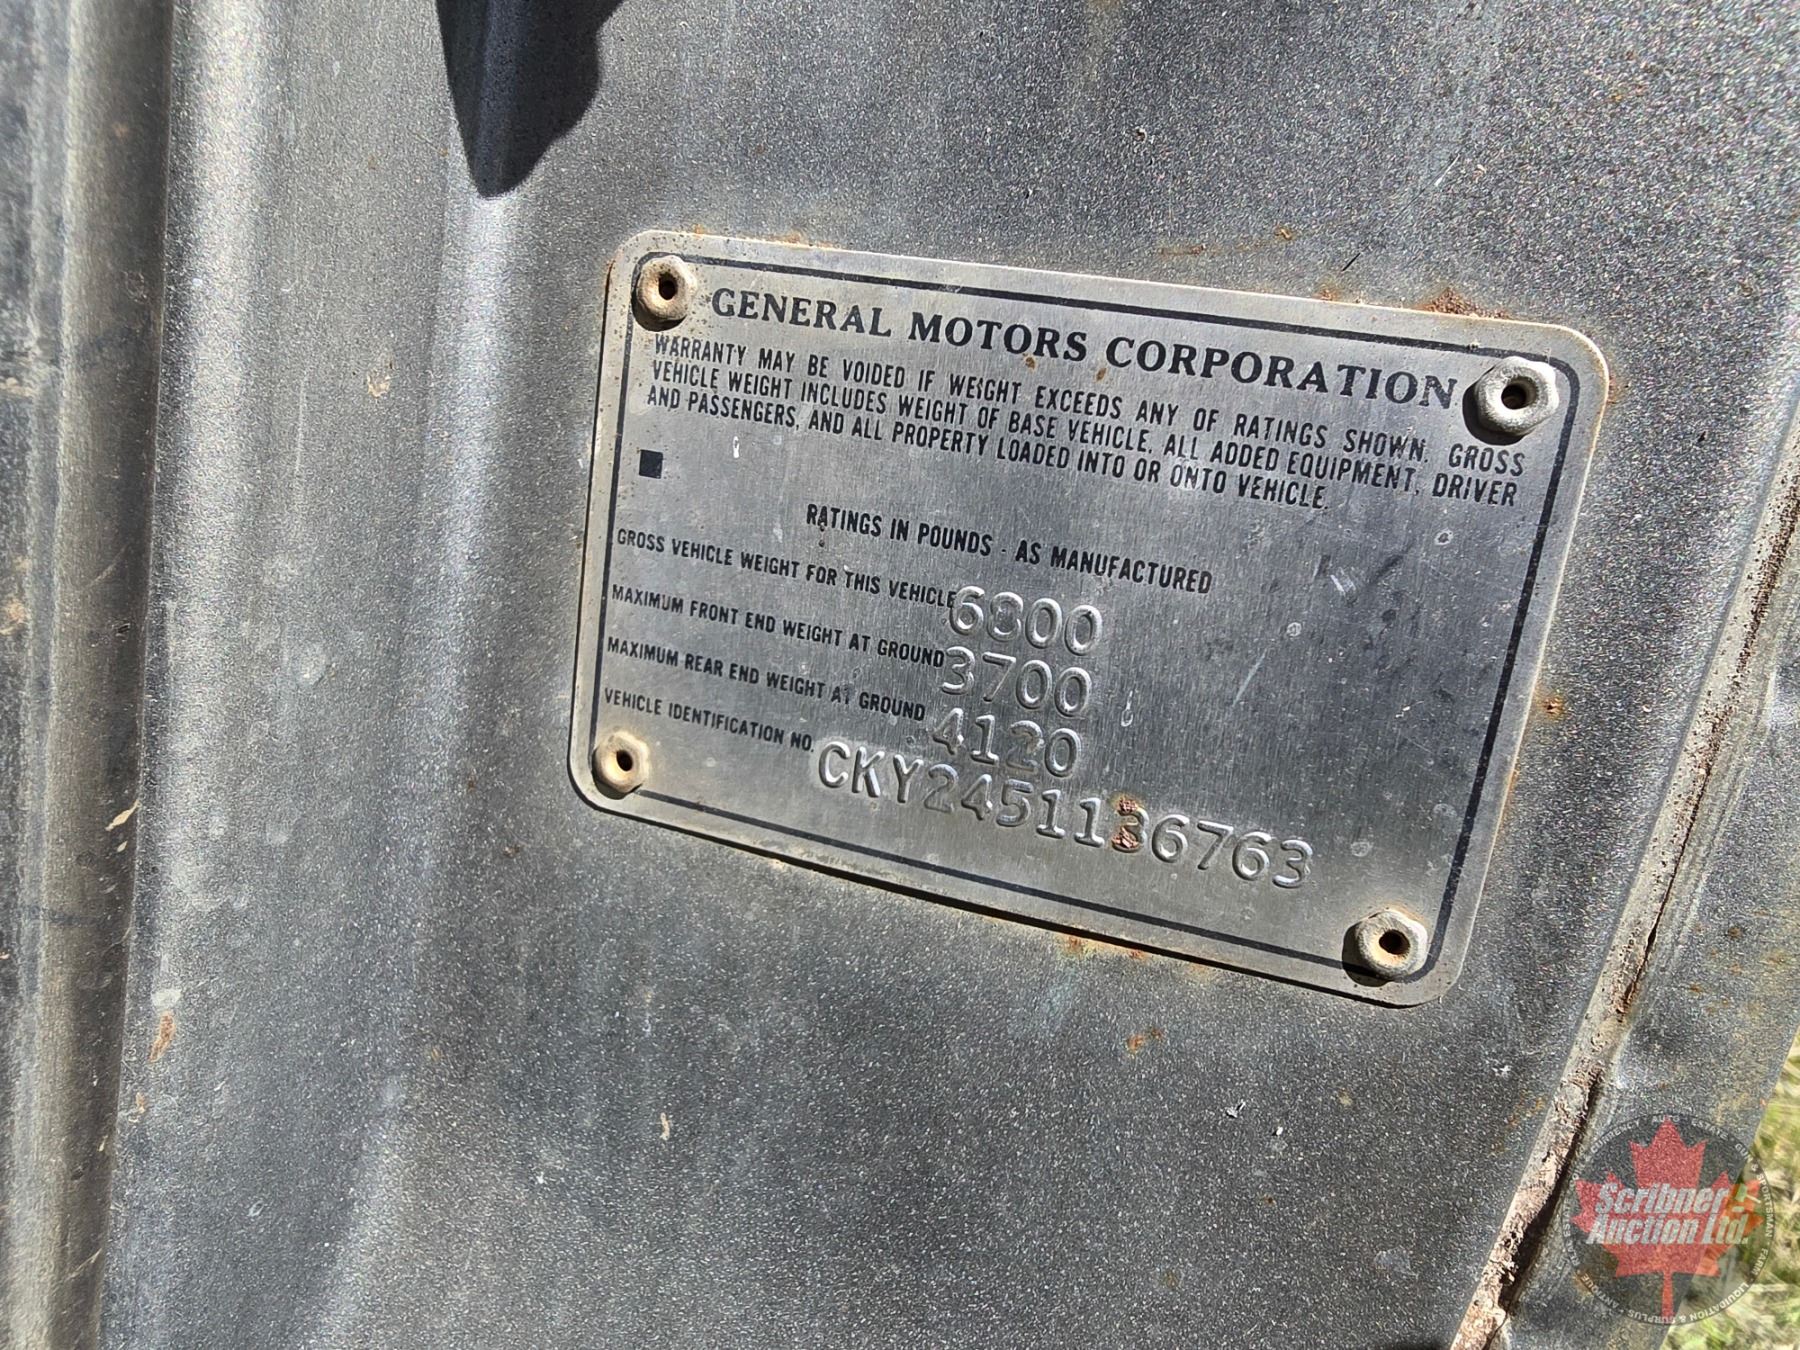 GENERAL MOTORS CORPORATION
WARRANTY MAY BE VOIDED IF WEIGHT EXCEEDS ANY OF RATINGS SHOWN. GROSS
VEHICLE WEIGHT INCLUDES WEIGHT OF BASE VEHICLE, ALL ADDED EQUIPMENT, DRIVER
AND PASSENGERS, AND ALL PROPERTY LOADED INTO OR ONTO VEHICLE.
RATINGS IN POUNDS - AS MANUFACTURED
GROSS VEHICLE WEIGHT FOR THIS VEHICLE 6800
MAXIMUM FRONT END WEIGHT AT GROUND 3700
MAXIMUM REAR END WEIGHT AT GROUND 4120
VEHICLE IDENTIFICATION NO. CKY2451136763
Scribner's
Auction Ltd.